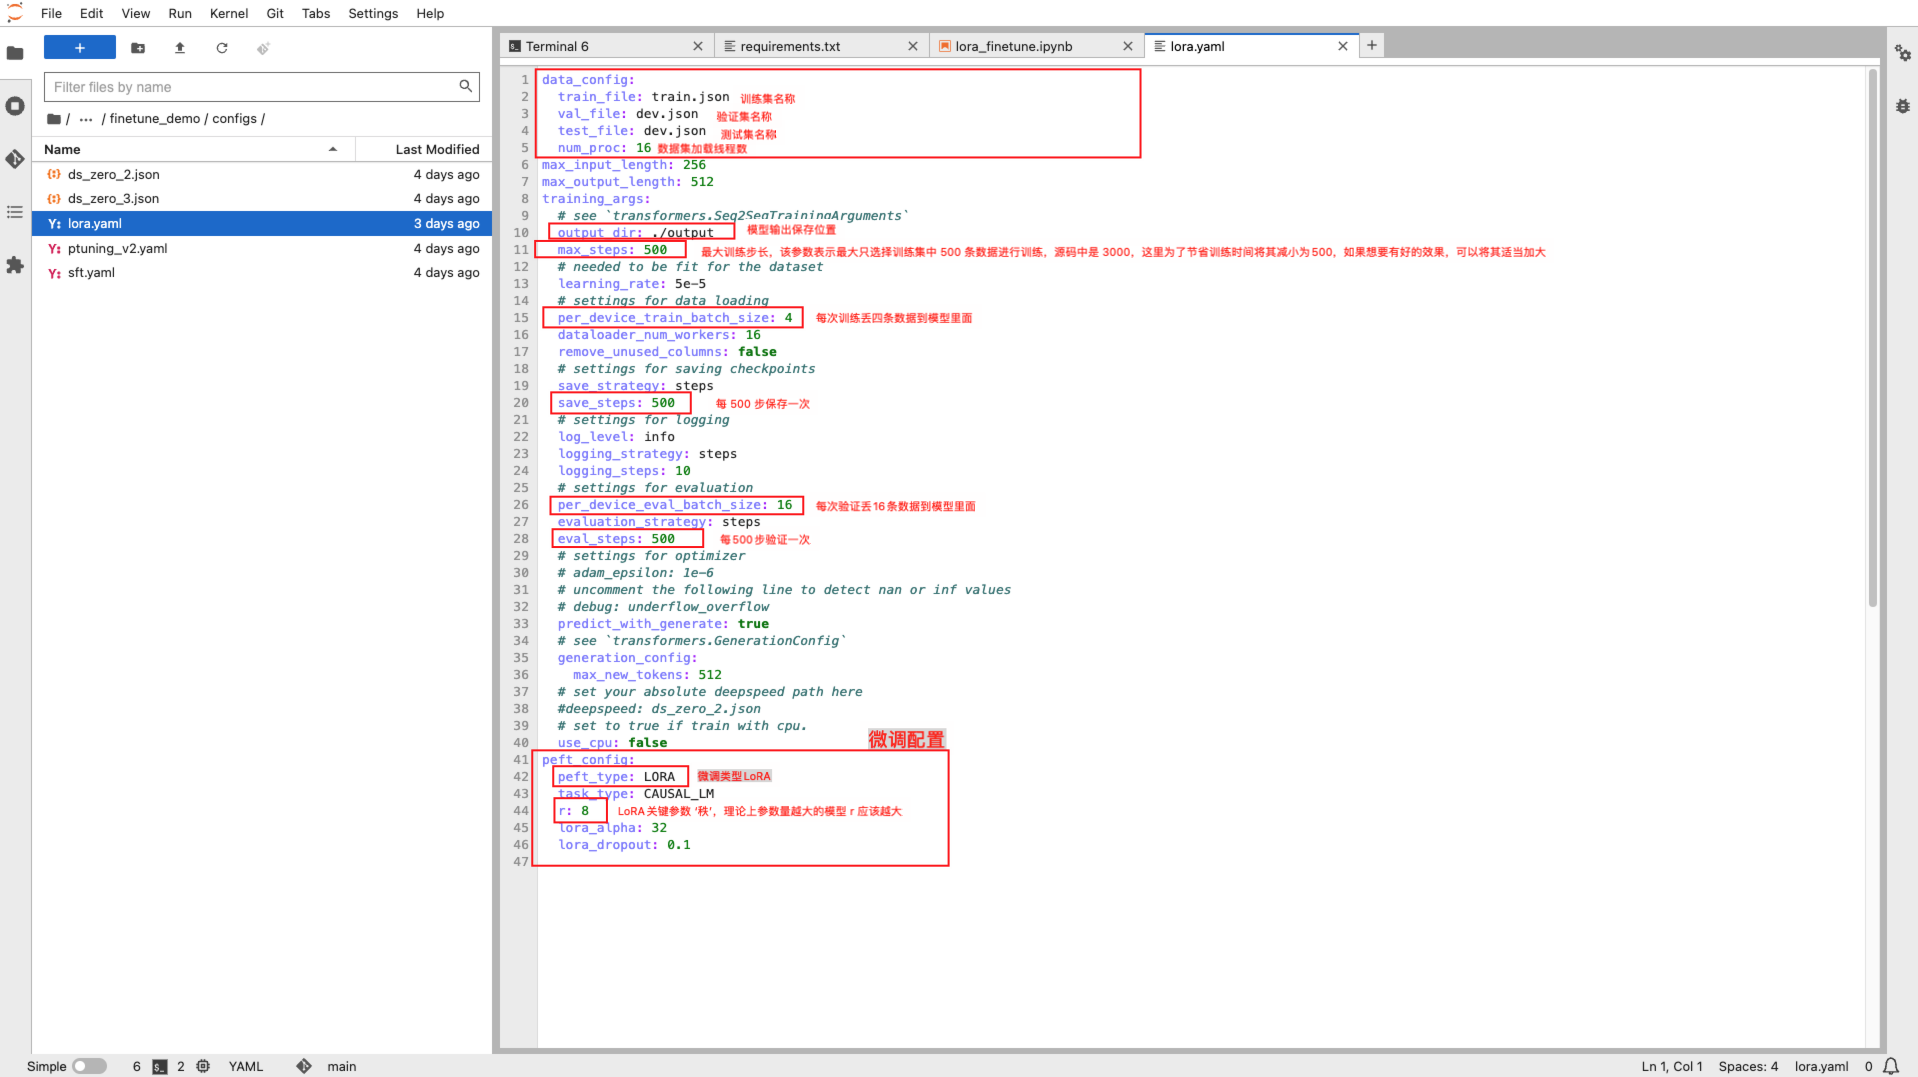 File Edit View Run Kernel Git Tabs Settings Help
Filter files by name
/ ··· / finetune_demo / configs /
Name Last Modified
ds_zero_2.json 4 days ago
ds_zero_3.json 4 days ago
lora.yaml 3 days ago
ptuning_v2.yaml 4 days ago
sft.yaml 4 days ago
Terminal 6 requirements.txt lora_finetune.ipynb lora.yaml
1 data_config:
2 train_file: train.json 训练集名称
3 val_file: dev.json 验证集名称
4 test_file: dev.json 测试集名称
5 num_proc: 16 数据集加载线程数
6 max_input_length: 256
7 max_output_length: 512
8 training_args:
9 # see `transformers.Seq2SeqTrainingArguments`
10 output_dir: ./output 模型输出保存位置
11 max_steps: 500 最大训练步长，该参数表示最大只选择训练集中 500 条数据进行训练，源码中是 3000，这里为了节省训练时间将其减小为500，如果想要有好的效果，可以将其适当加大
12 # needed to be fit for the dataset
13 learning_rate: 5e-5
14 # settings for data loading
15 per_device_train_batch_size: 4 每次训练丢四条数据到模型里面
16 dataloader_num_workers: 16
17 remove_unused_columns: false
18 # settings for saving checkpoints
19 save_strategy: steps
20 save_steps: 500 每 500 步保存一次
21 # settings for logging
22 log_level: info
23 logging_strategy: steps
24 logging_steps: 10
25 # settings for evaluation
26 per_device_eval_batch_size: 16 每次验证丢16条数据到模型里面
27 evaluation_strategy: steps
28 eval_steps: 500 每500步验证一次
29 # settings for optimizer
30 # adam_epsilon: 1e-6
31 # uncomment the following line to detect nan or inf values
32 # debug: underflow_overflow
33 predict_with_generate: true
34 # see `transformers.GenerationConfig`
35 generation_config:
36 max_new_tokens: 512
37 # set your absolute deepspeed path here
38 #deepspeed: ds_zero_2.json
39 # set to true if train with cpu.
40 use_cpu: false 微调配置
41 peft_config:
42 peft_type: LORA 微调类型LoRA
43 task_type: CAUSAL_LM
44 r: 8 LoRA关键参数 ‘秩’，理论上参数量越大的模型 r 应该越大
45 lora_alpha: 32
46 lora_dropout: 0.1
47
Simple 6 2 YAML main Ln 1, Col 1 Spaces: 4 lora.yaml 0